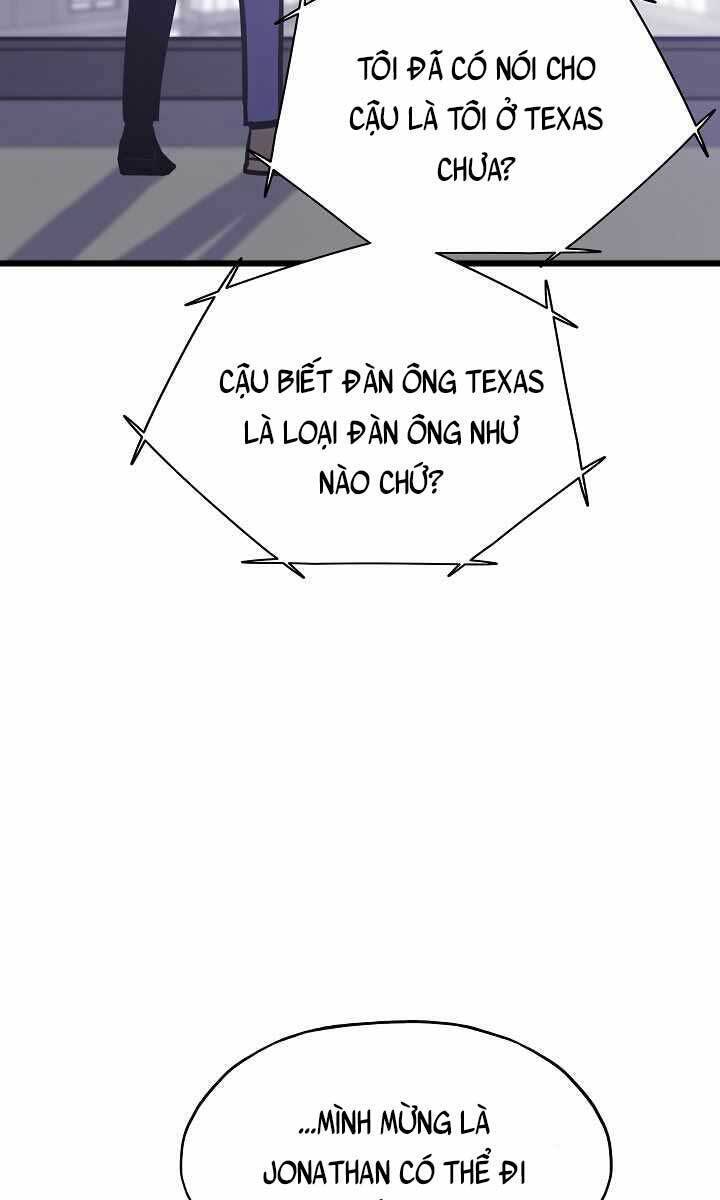 TÔI ĐÃ CÓ NÓI CHO
CẬU LÀ TÔI Ở TEXAS
CHƯA?
CẬU BIẾT ĐÀN ÔNG TEXAS
LÀ LOẠI ĐÀN ÔNG NHƯ
NÀO CHỨ?
...MÌNH MỪNG LÀ
JONATHAN CÓ THỂ ĐI